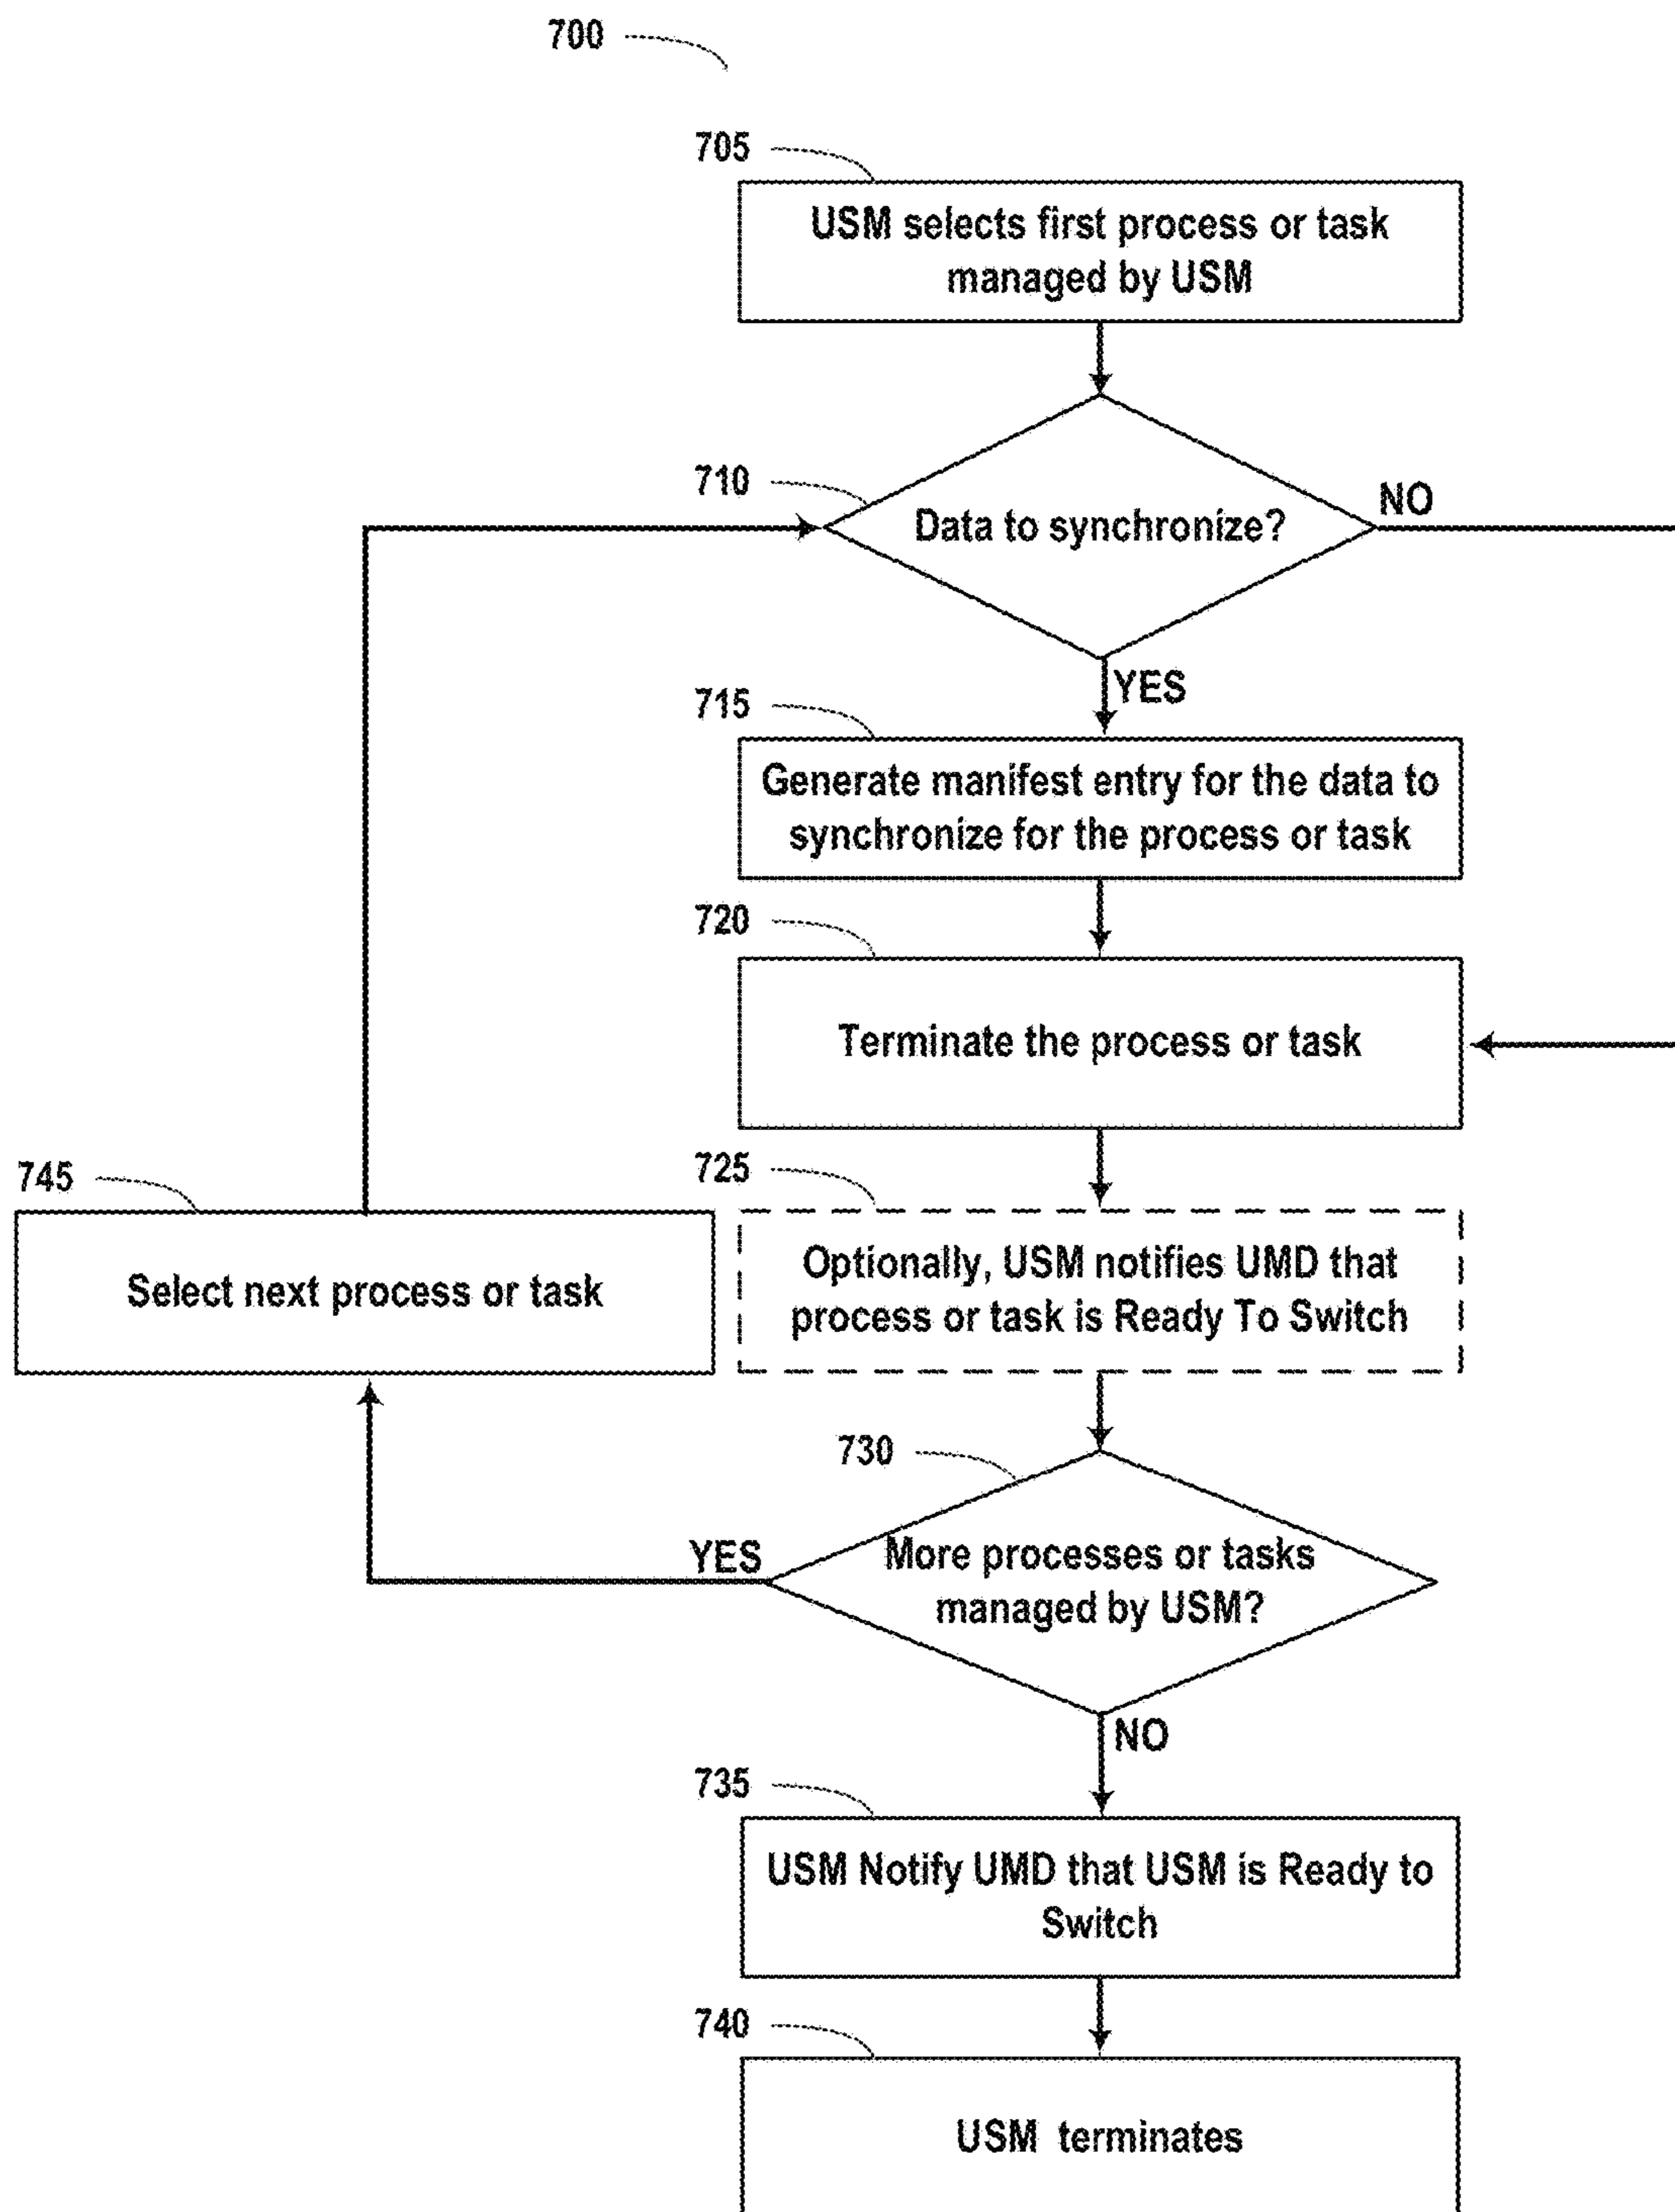 700
705
USM selects first process or task
managed by USM
710
Data to synchronize?
NO
YES
715
Generate manifest entry for the data to
synchronize for the process or task
720
Terminate the process or task
725
745
Optionally, USM notifies UMD that
process or task is Ready To Switch
Select next process or task
730
More processes or tasks
managed by USM?
YES
NO
735
USM Notify UMD that USM is Ready to
Switch
740
USM terminates